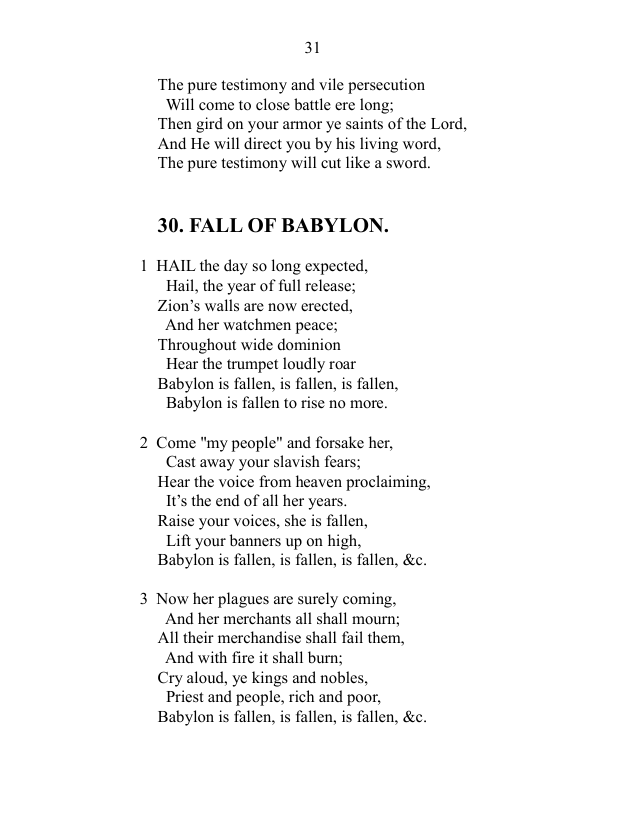 31
The pure testimony and vile persecution
Will come to close battle ere long;
Then gird on your armor ye saints of the Lord,
And He will direct you by his living word,
The pure testimony will cut like a sword.
30. FALL OF BABYLON.
1 HAIL the day so long expected,
Hail, the year of full release;
Zion’s walls are now erected,
And her watchmen peace;
Throughout wide dominion
Hear the trumpet loudly roar
Babylon is fallen, is fallen, is fallen,
Babylon is fallen to rise no more.
2 Come "my people" and forsake her,
Cast away your slavish fears;
Hear the voice from heaven proclaiming,
It’s the end of all her years.
Raise your voices, she is fallen,
Lift your banners up on high,
Babylon is fallen, is fallen, is fallen, &c.
3 Now her plagues are surely coming,
And her merchants all shall mourn;
All their merchandise shall fail them,
And with fire it shall burn;
Cry aloud, ye kings and nobles,
Priest and people, rich and poor,
Babylon is fallen, is fallen, is fallen, &c.